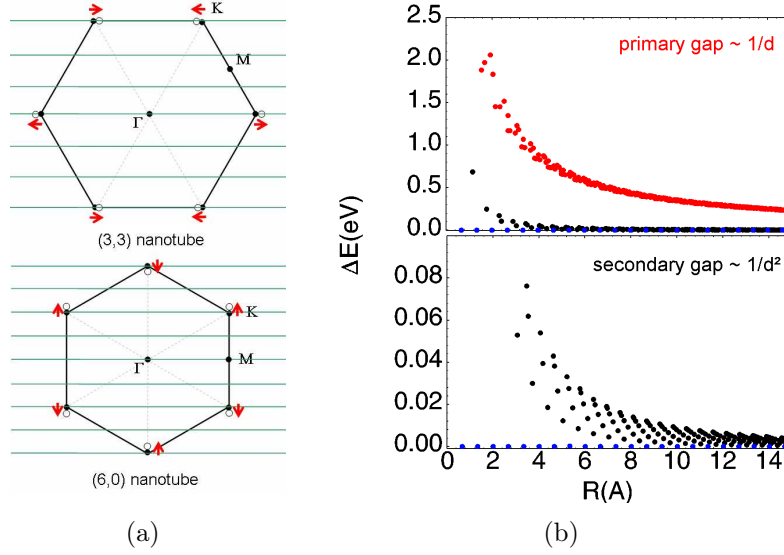 K
M
Γ
(3,3) nanotube
K
M
Γ
(6,0) nanotube
(a)
primary gap ~ 1/d
2.5
2.0
1.5
1.0
0.5
0.0
ΔE(eV)
secondary gap ~ 1/d²
0.08
0.06
0.04
0.02
0.00
0 2 4 6 8 10 12 14
R(A)
(b)